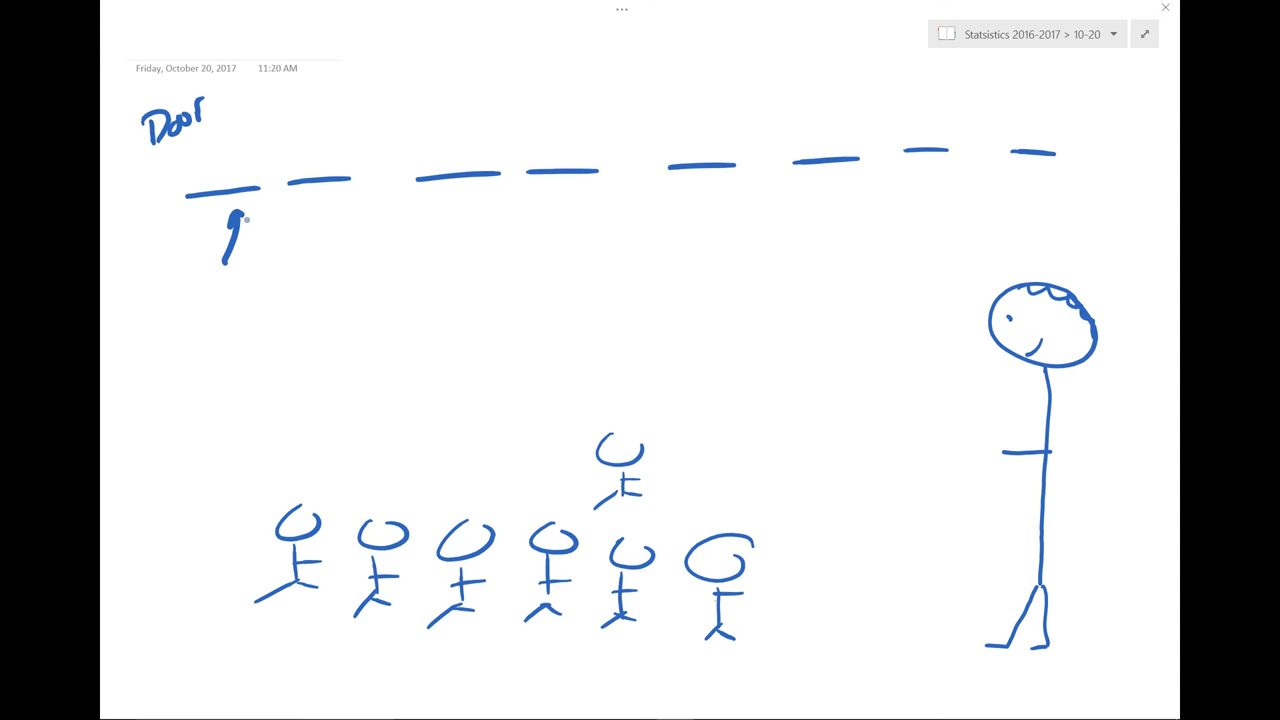 Statsistics 2016-2017 > 10-20
Friday, October 20, 2017 11:20 AM
Door